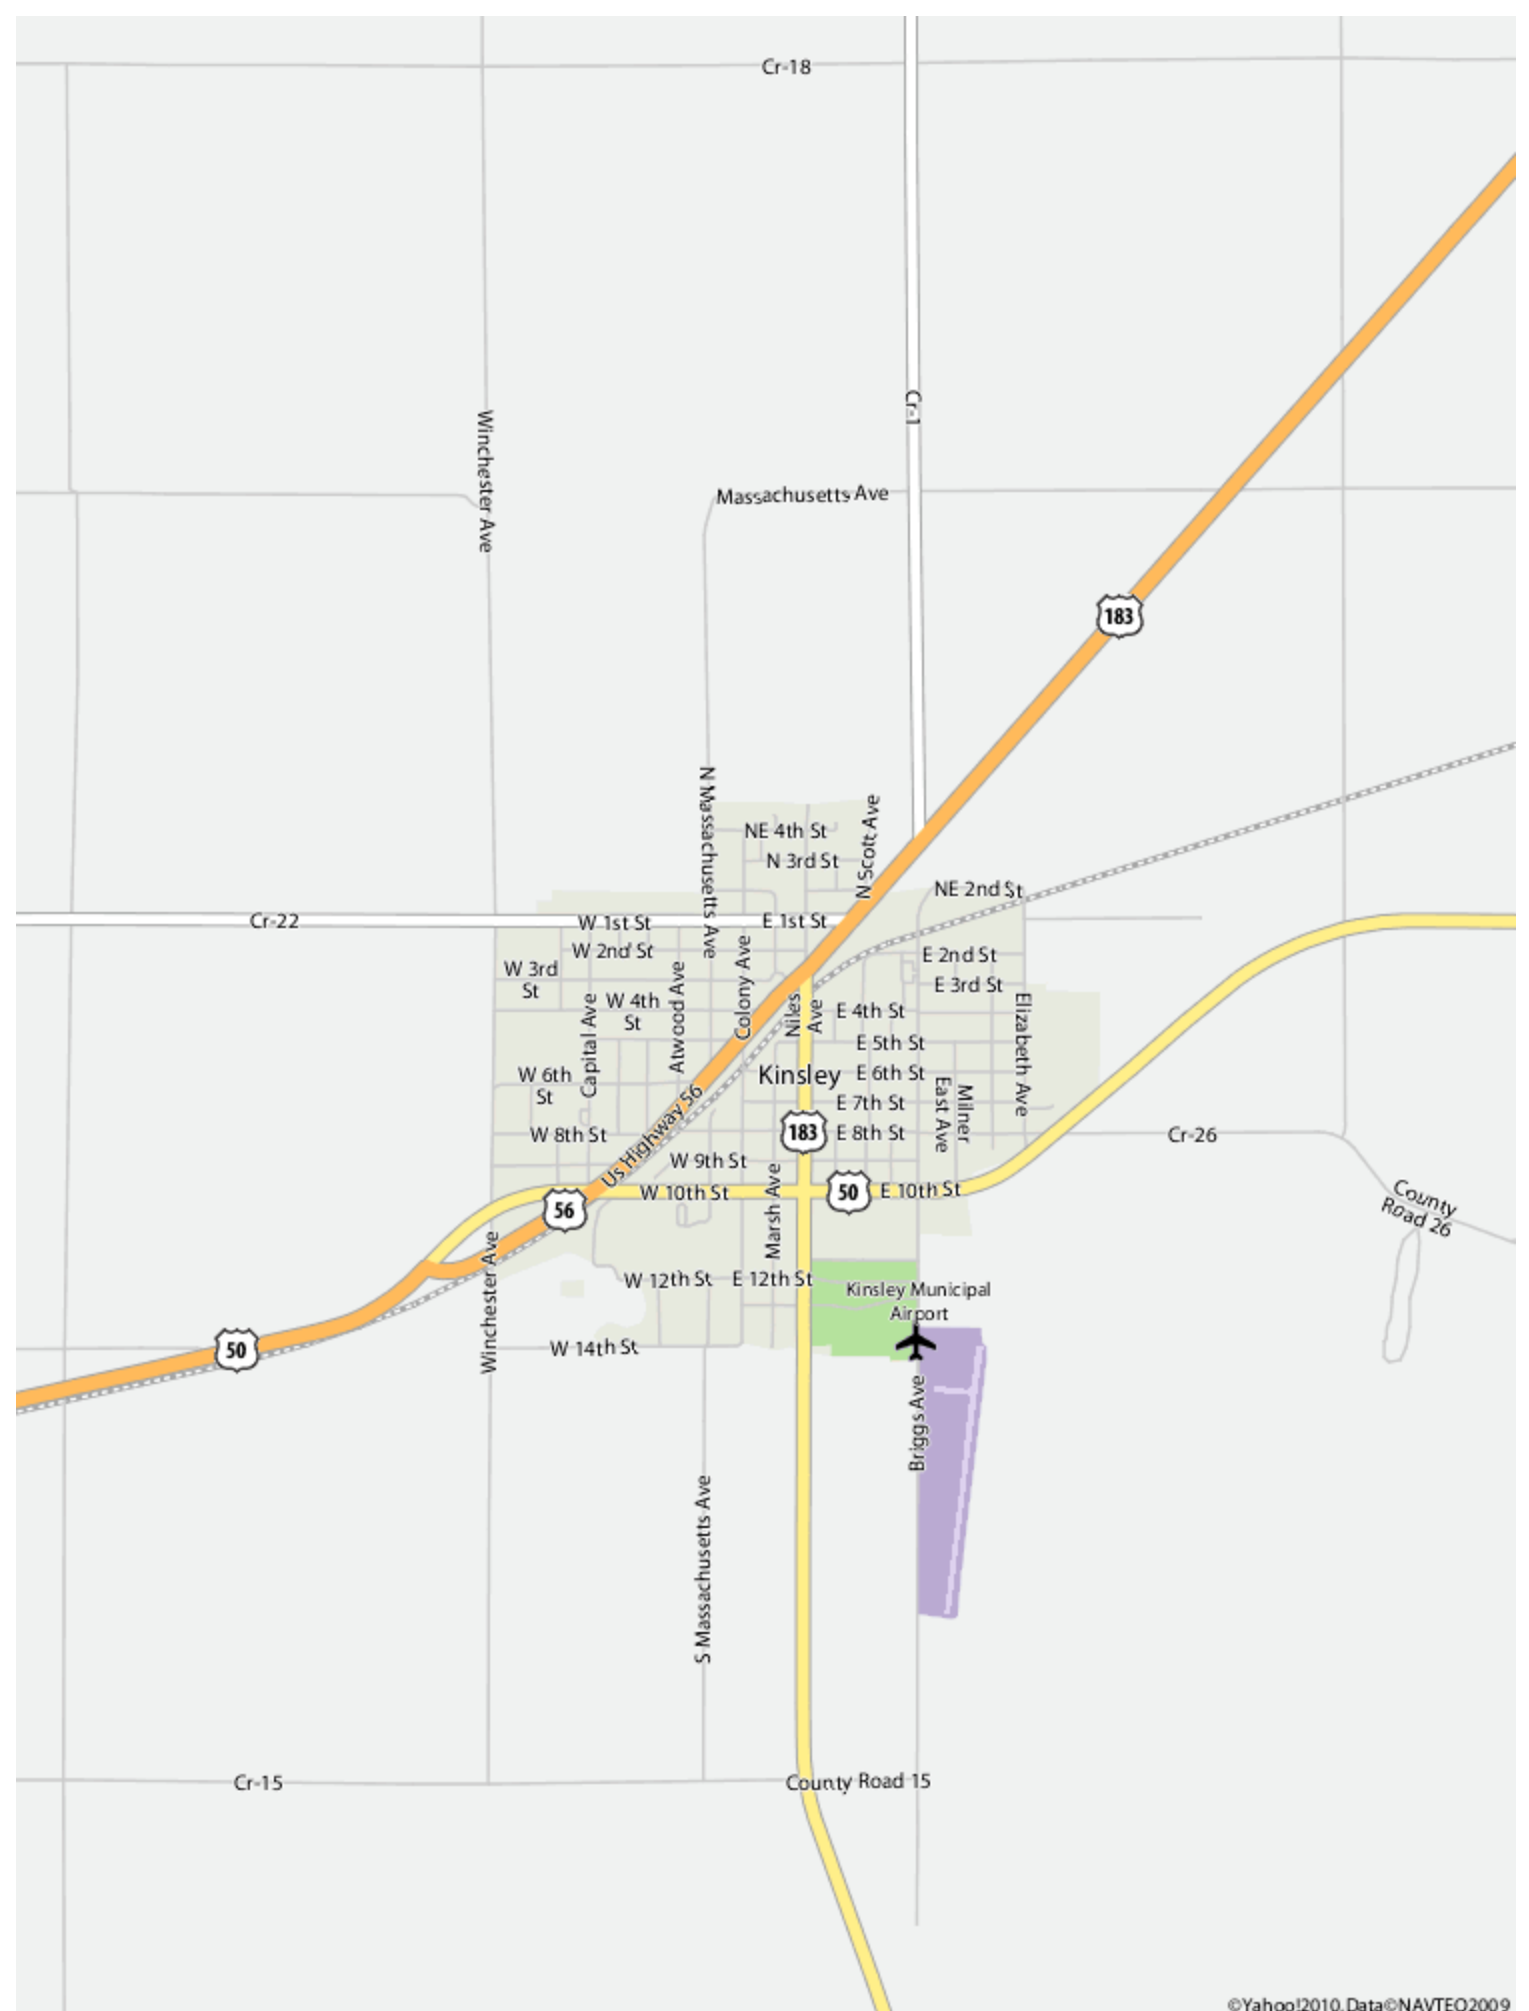 Cr-18
Winchester Ave
Cr-1
Massachusetts Ave
183
N Massachusetts Ave
NE 4th St
N Scott Ave
N 3rd St
NE 2nd St
Cr-22
W 1st St
E 1st St
W 2nd St
Colony Ave
E 2nd St
W 3rd
St
Atwood Ave
E 3rd St
Capital Ave
W 4th
St
Niles
Ave
E 4th St
Elizabeth Ave
E 5th St
W 6th
St
Kinsley
E 6th St
East Ave
Milner
Us Highway 56
E 7th St
W 8th St
183
E 8th St
Cr-26
W 9th St
Marsh Ave
County
Road 26
56
W 10th St
50
E 10th St
Winchester Ave
W 12th St
E 12th St
Kinsley Municipal
Airport
50
W 14th St
Briggs Ave
S Massachusetts Ave
Cr-15
County Road 15
©Yahoo!2010,Data©NAVTEQ2009